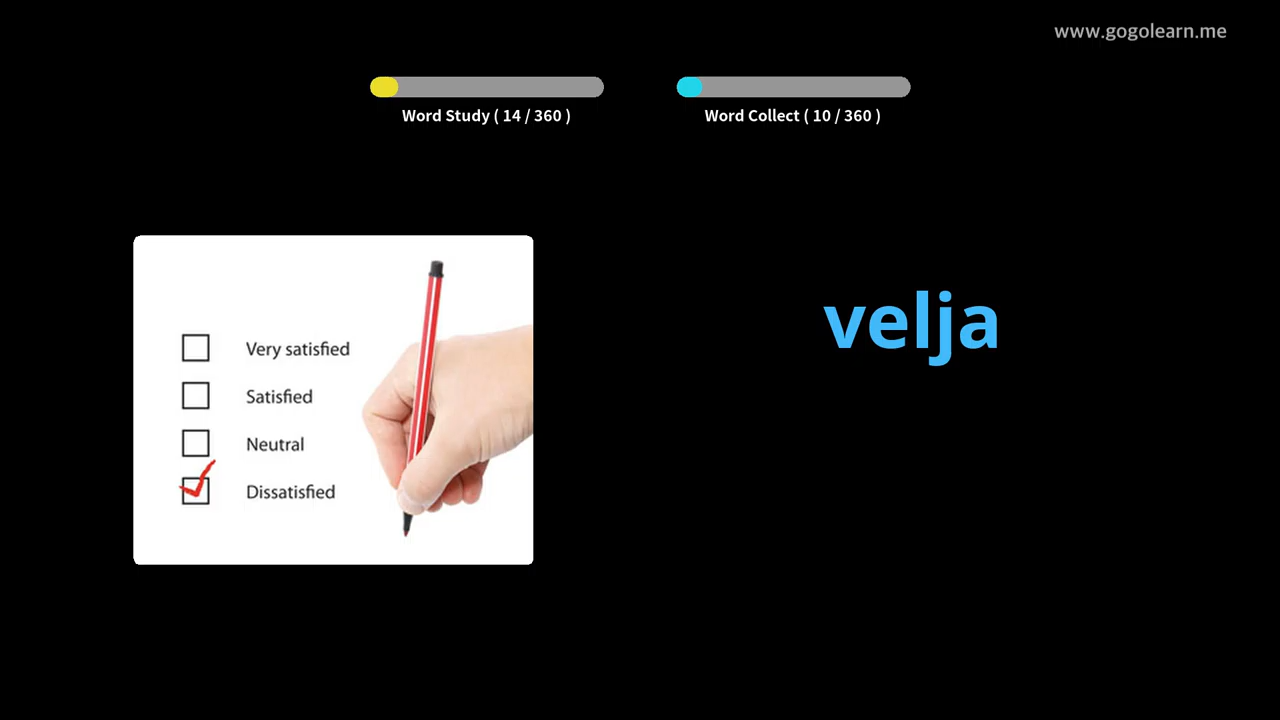 www.gogolearn.me
Word Study ( 14 / 360 )
Word Collect ( 10 / 360 )
velja
Very satisfied
Satisfied
Neutral
Dissatisfied